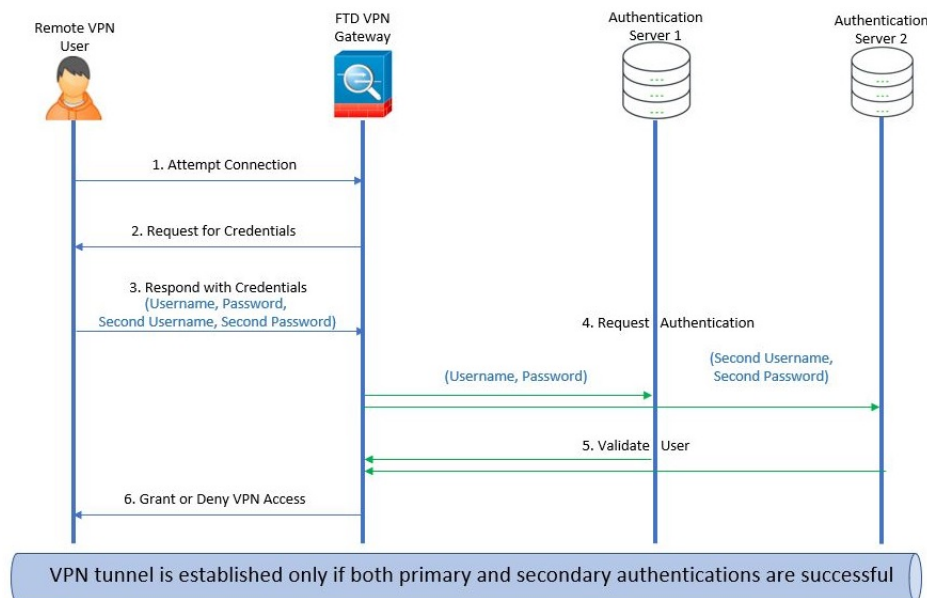 Remote VPN
User
FTD VPN
Gateway
Authentication
Server 1
Authentication
Server 2
1. Attempt Connection
2. Request for Credentials
3. Respond with Credentials
(Username, Password,
Second Username, Second Password)
4. Request Authentication
(Username, Password)
(Second Username,
Second Password)
5. Validate User
6. Grant or Deny VPN Access
VPN tunnel is established only if both primary and secondary authentications are successful